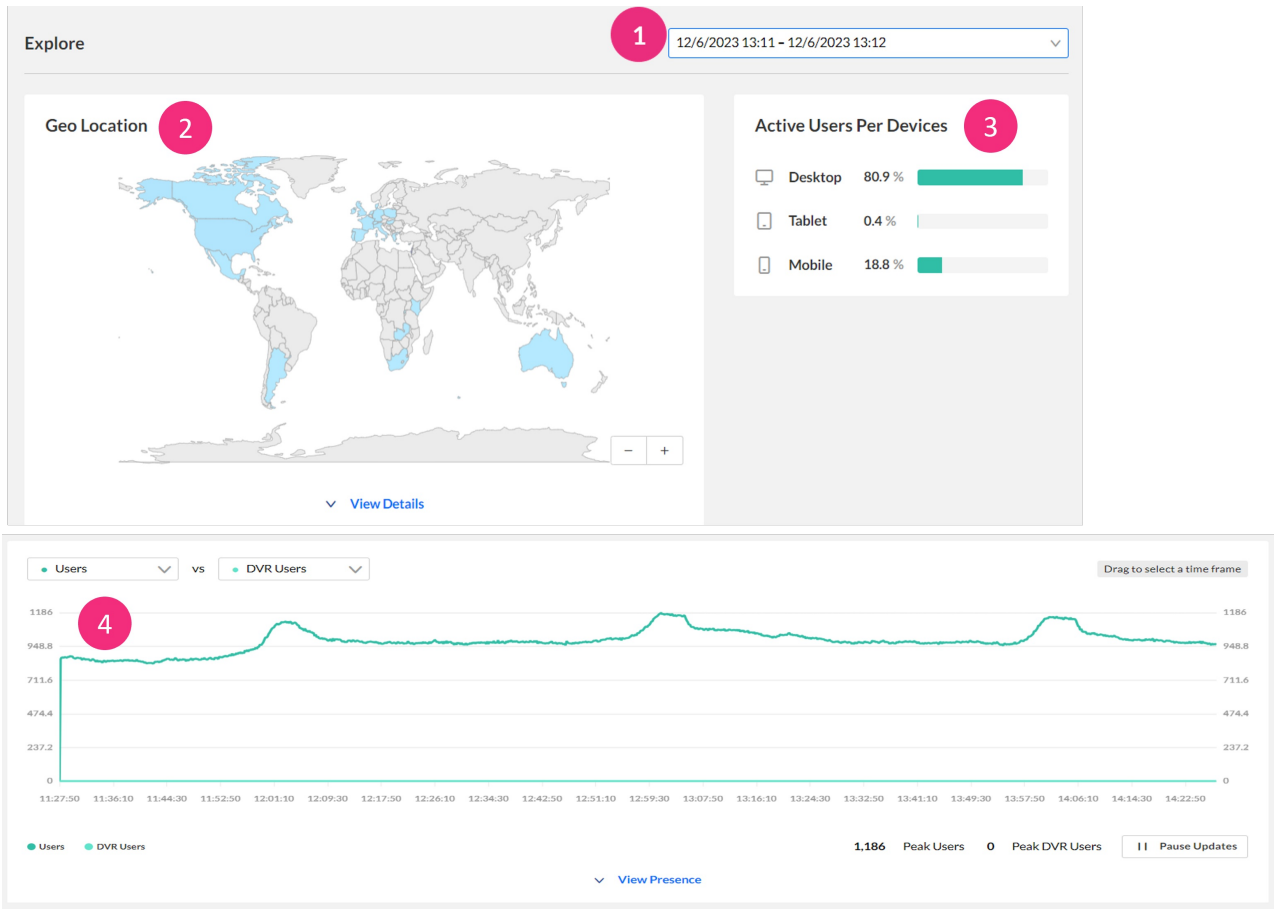 Explore
1
12/6/2023 13:11 – 12/6/2023 13:12
Geo Location
2
− +
View Details
Active Users Per Devices
3
Desktop 80.9 %
Tablet 0.4 %
Mobile 18.8 %
Users vs DVR Users
Drag to select a time frame
4
1186 1186
948.8 948.8
711.6 711.6
474.4 474.4
237.2 237.2
0 0
11:27:50 11:36:10 11:44:30 11:52:50 12:01:10 12:09:30 12:17:50 12:26:10 12:34:30 12:42:50 12:51:10 12:59:30 13:07:50 13:16:10 13:24:30 13:32:50 13:41:10 13:49:30 13:57:50 14:06:10 14:14:30 14:22:50
Users DVR Users
1,186 Peak Users 0 Peak DVR Users Pause Updates
View Presence